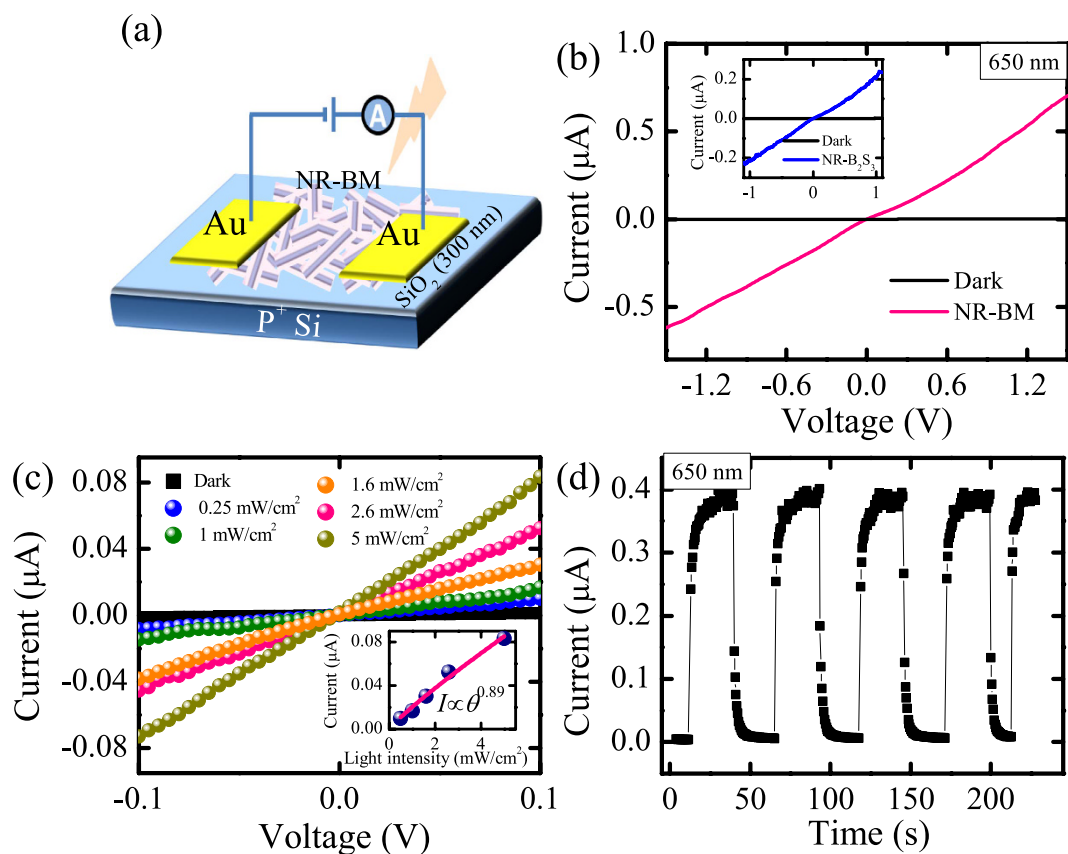 (a)
A
NR-BM
Au
Au
SiO₂ (300 nm)
P⁺ Si
(b)
650 nm
1.0
0.5
0.0
-0.5
Current (μA)
-1.2
-0.6
0.0
0.6
1.2
Voltage (V)
Dark
NR-BM
0.2
0.0
-0.2
Current (μA)
-1
0
1
Dark
NR-B₂S₃
(c)
0.08
0.04
0.00
-0.04
-0.08
Current (μA)
-0.1
0.0
0.1
Voltage (V)
Dark
0.25 mW/cm²
1 mW/cm²
1.6 mW/cm²
2.6 mW/cm²
5 mW/cm²
0.08
0.04
0.00
Current (μA)
I∝θ^0.89
0
2
4
Light intensity (mW/cm²)
(d)
650 nm
0.4
0.3
0.2
0.1
0.0
Current (μA)
0
50
100
150
200
Time (s)